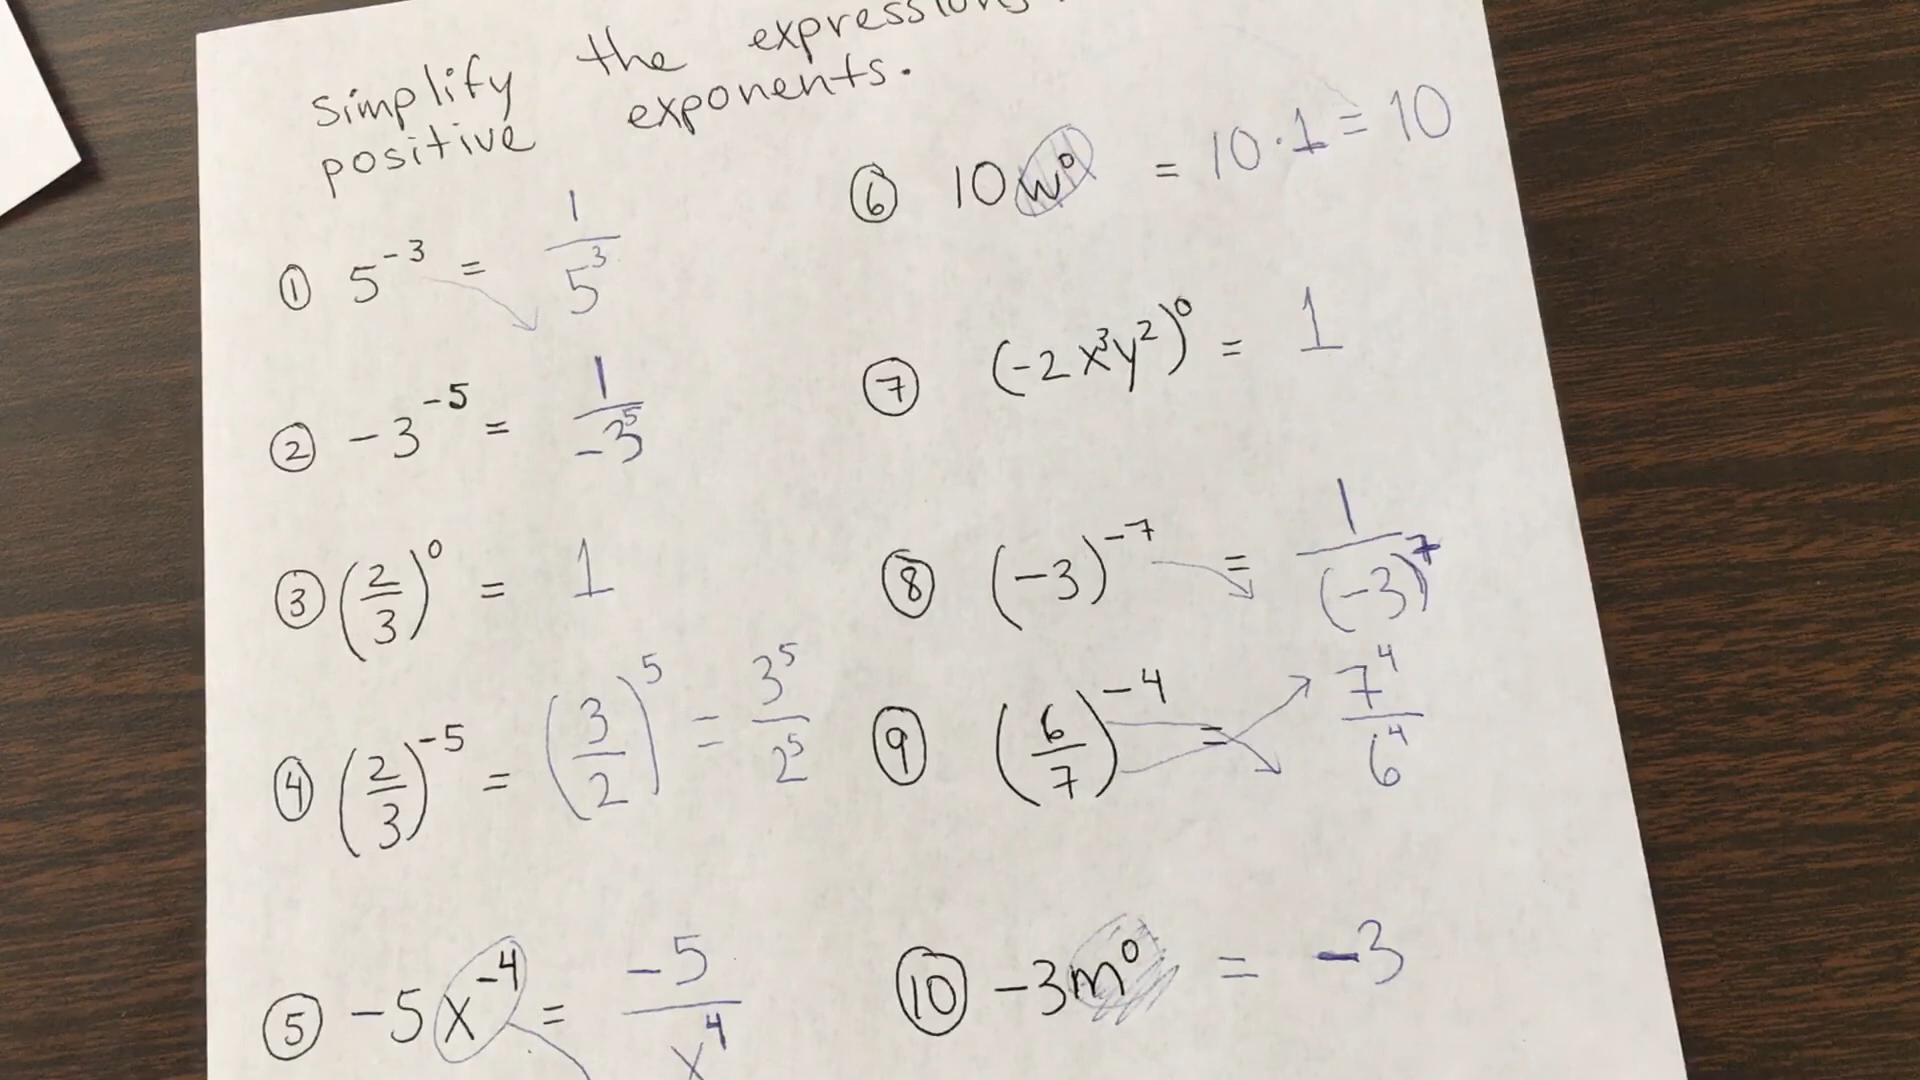 Simplify the expressions
positive exponents.
① 5⁻³ = 1/5³
② -3⁻⁵ = 1/-3⁵
③ (2/3)⁰ = 1
④ (2/3)⁻⁵ = (3/2)⁵ = 3⁵/2⁵
⑤ -5x⁻⁴ = -5/x⁴
⑥ 10w⁰ = 10·1 = 10
⑦ (-2x³y²)⁰ = 1
⑧ (-3)⁻⁷ = 1/(-3)⁷
⑨ (6/7)⁻⁴ = 7⁴/6⁴
⑩ -3m⁰ = -3